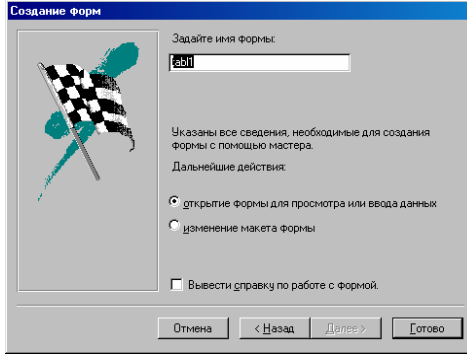 Создание форм
Задайте имя формы:
tabl1
Указаны все сведения, необходимые для создания
формы с помощью мастера.
Дальнейшие действия:
открытие формы для просмотра или ввода данных
изменение макета формы
Вывести справку по работе с формой.
Отмена
< Назад
Далее >
Готово